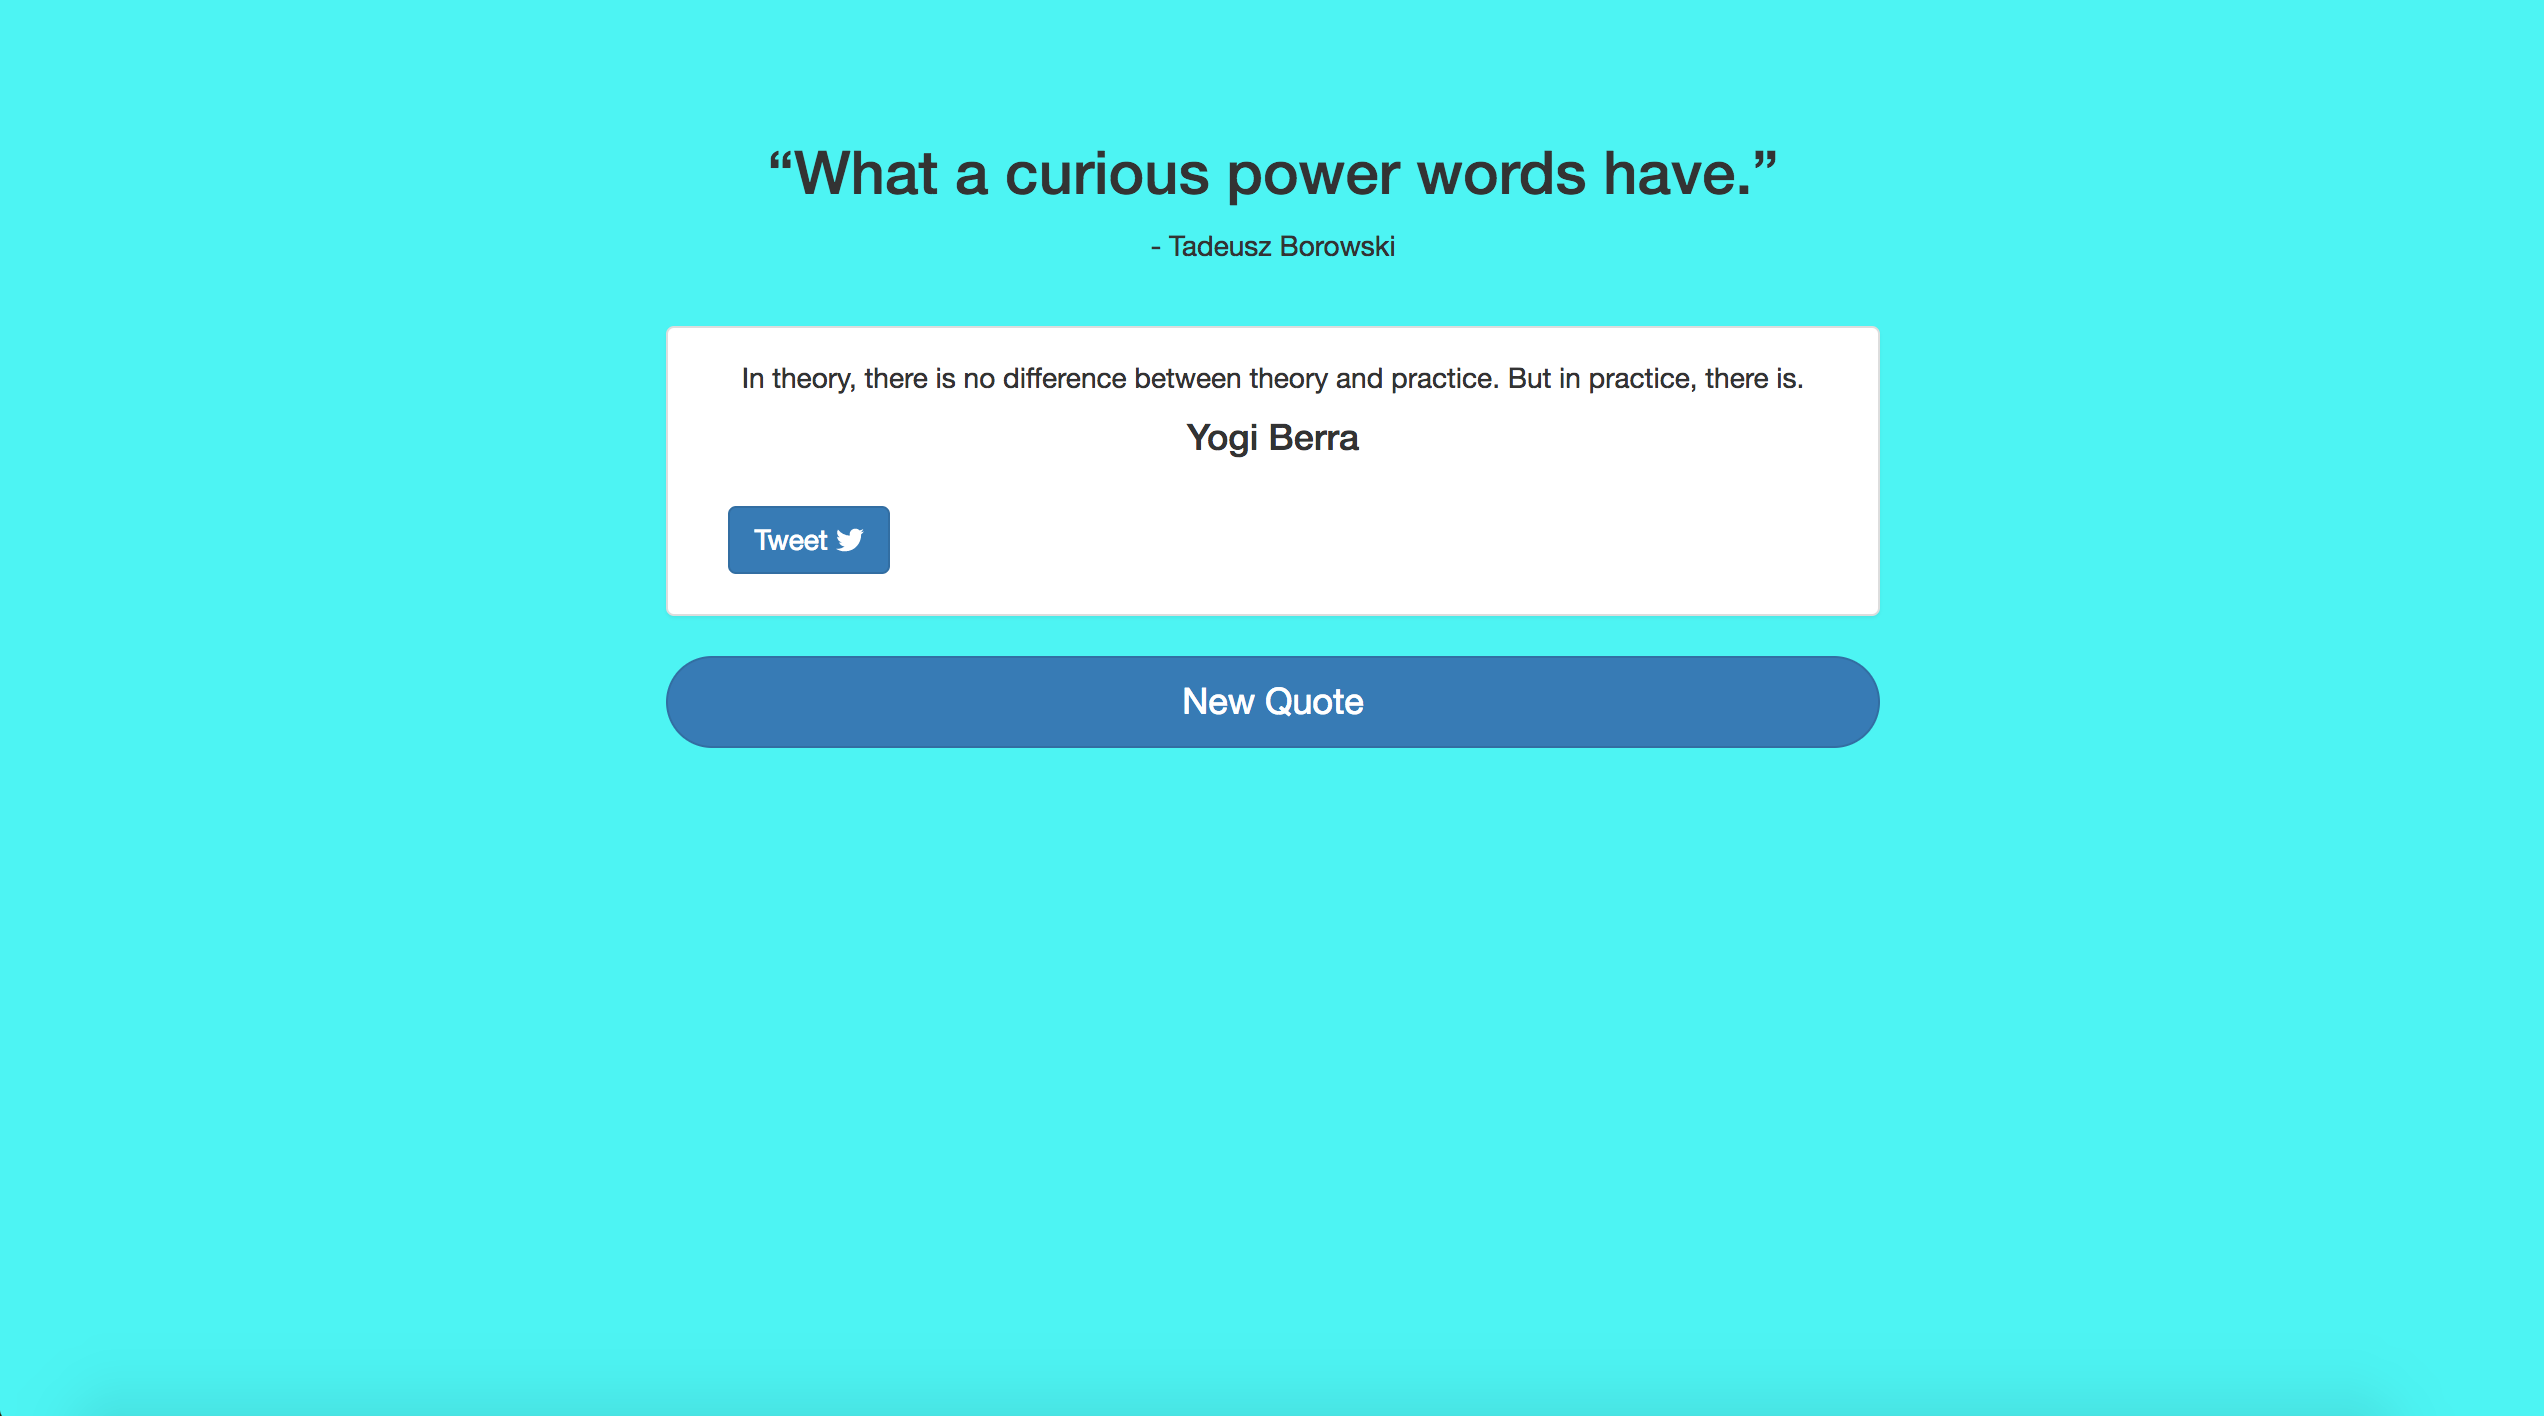 “What a curious power words have.”
- Tadeusz Borowski
In theory, there is no difference between theory and practice. But in practice, there is.
Yogi Berra
Tweet
New Quote